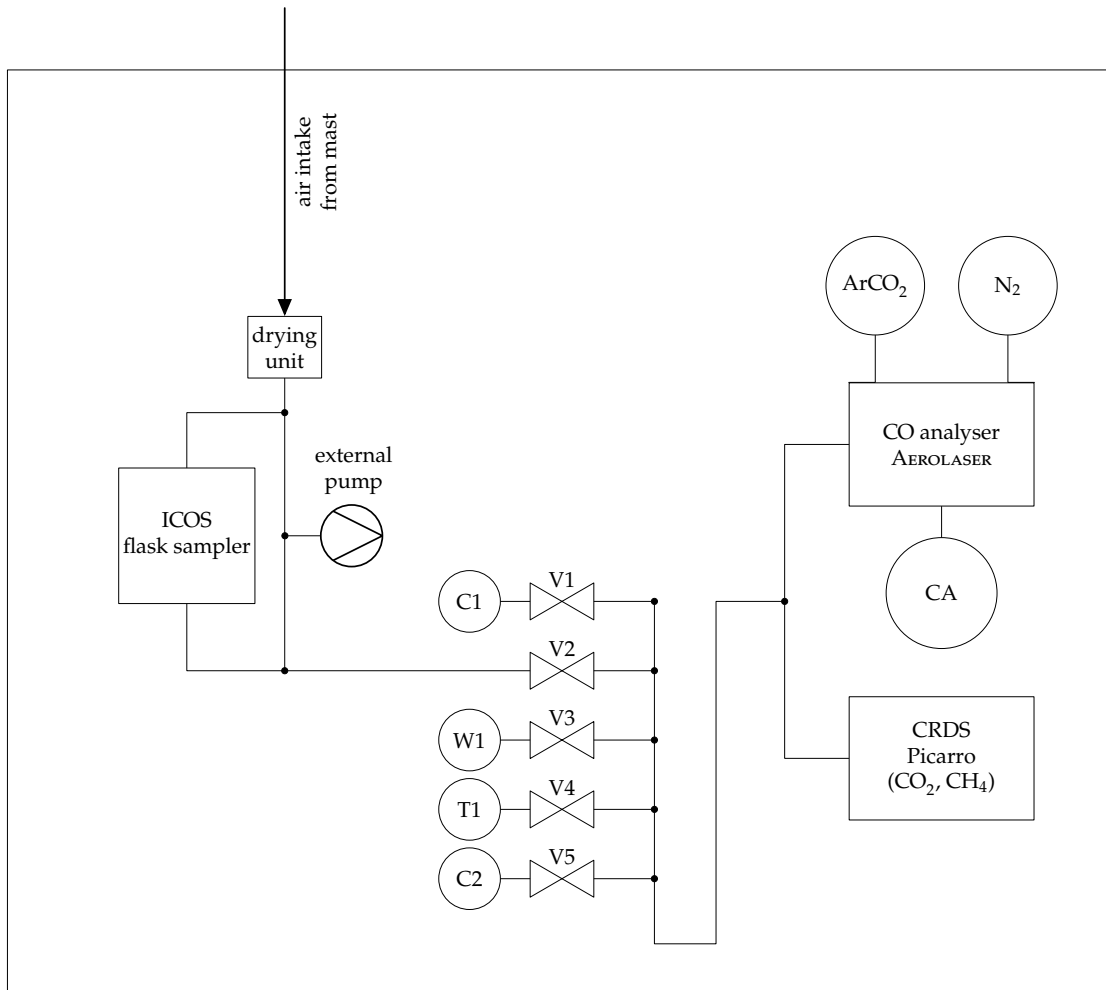 air intake
from mast
drying
unit
ArCO₂
N₂
CO analyser
AEROLASER
external
pump
ICOS
flask sampler
V1
C1
CA
V2
V3
W1
CRDS
Picarro
(CO₂, CH₄)
V4
T1
V5
C2